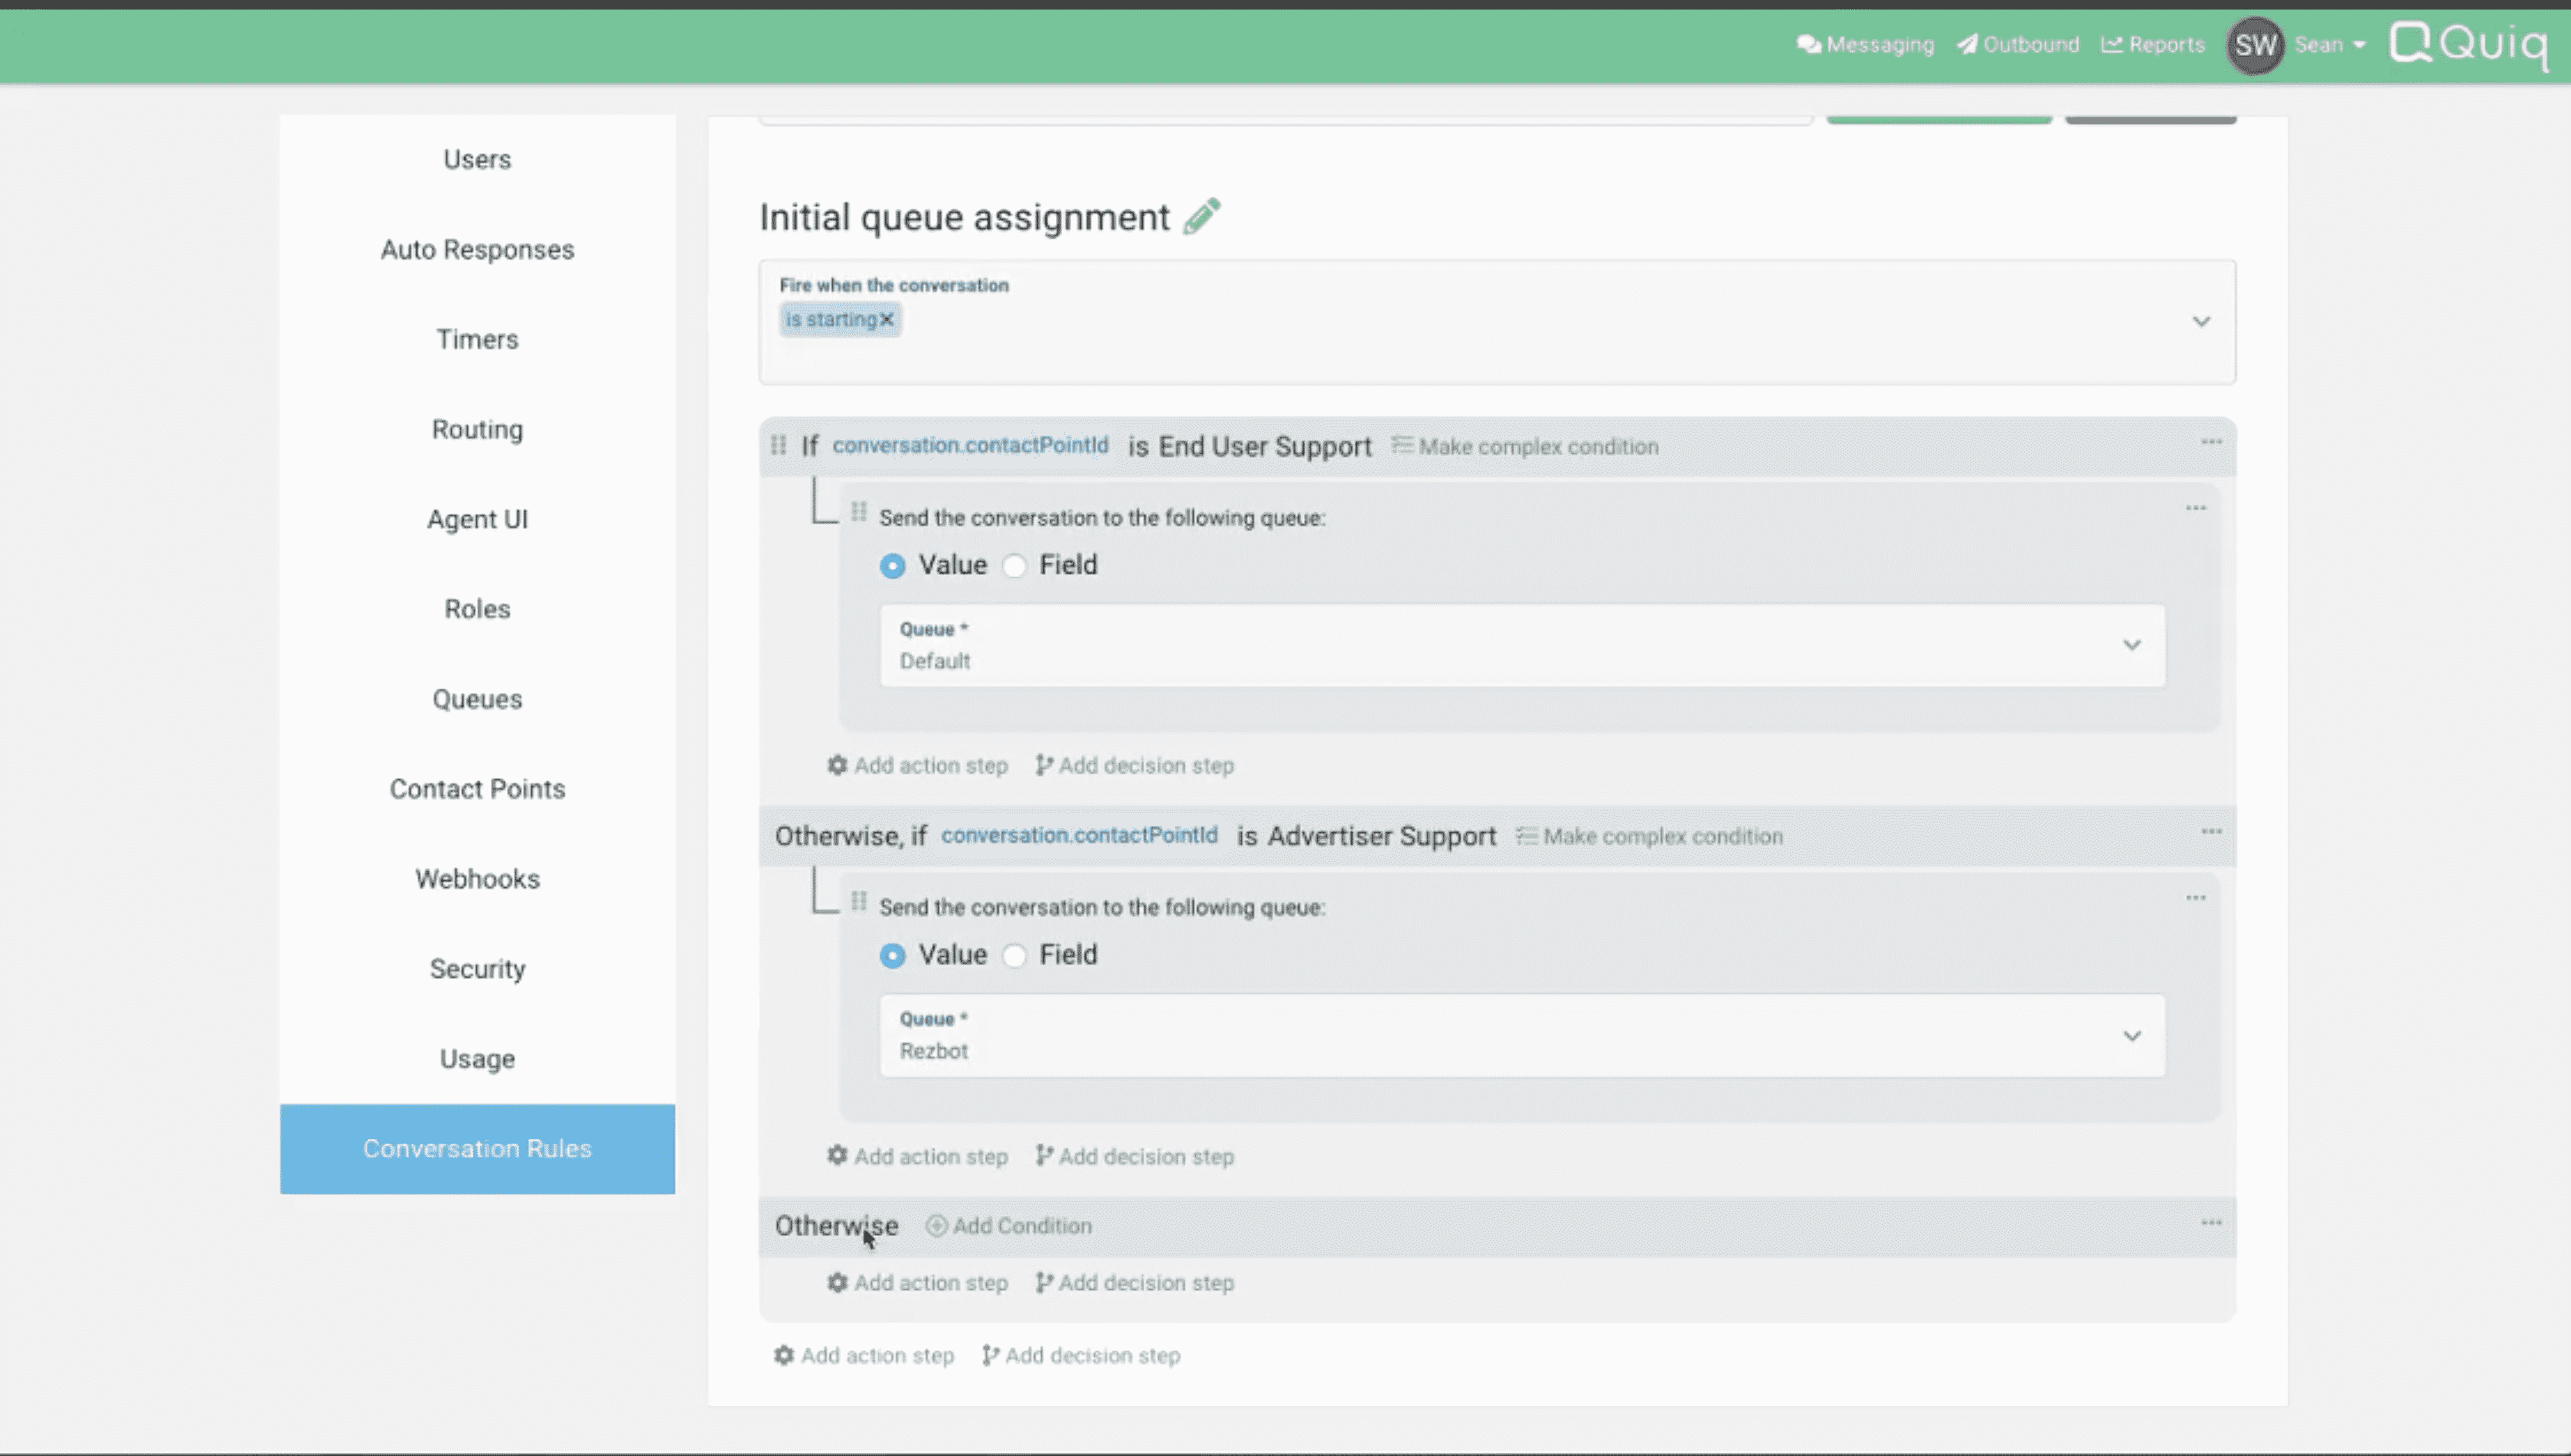 Messaging Outbound Reports SW Sean Quiq
Users
Auto Responses
Timers
Routing
Agent UI
Roles
Queues
Contact Points
Webhooks
Security
Usage
Conversation Rules
Initial queue assignment
Fire when the conversation
is starting
If conversation.contactPointId is End User Support Make complex condition
Send the conversation to the following queue:
Value Field
Queue *
Default
Add action step Add decision step
Otherwise, if conversation.contactPointId is Advertiser Support Make complex condition
Send the conversation to the following queue:
Value Field
Queue *
Rezbot
Add action step Add decision step
Otherwise Add Condition
Add action step Add decision step
Add action step Add decision step